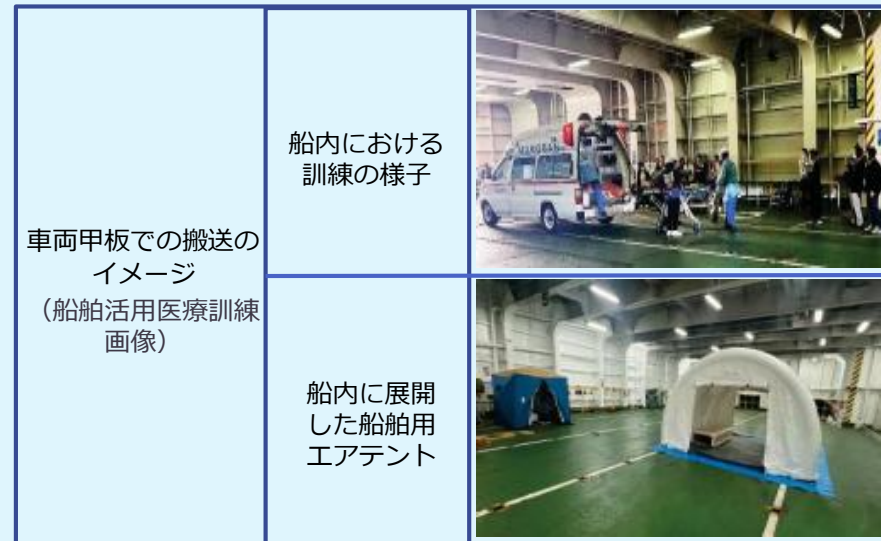 車両甲板での搬送の
イメージ
（船舶活用医療訓練
画像）
船内における
訓練の様子
船内に展開
した船舶用
エアテント